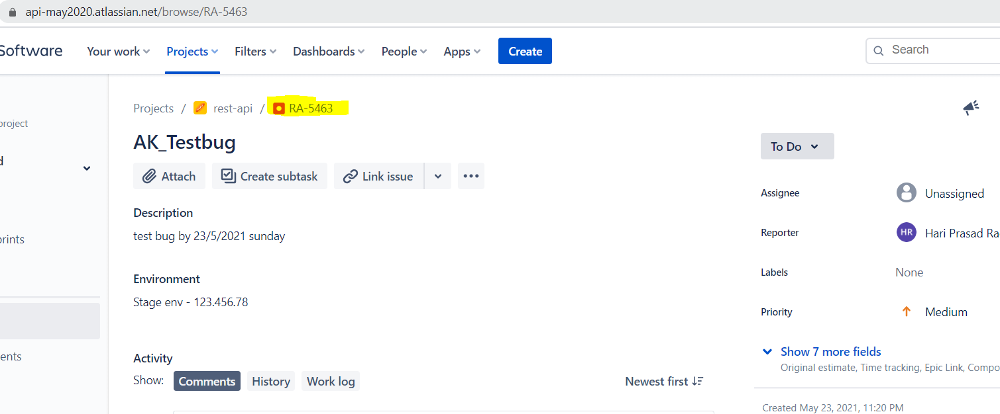 api-may2020.atlassian.net/browse/RA-5463
Software Your work Projects Filters Dashboards People Apps Create Search
Projects / rest-api / RA-5463
project
AK_Testbug
To Do
Attach Create subtask Link issue
Assignee Unassigned
Description
test bug by 23/5/2021 sunday
Reporter HR Hari Prasad Ra
Environment
Labels None
Stage env - 123.456.78
Priority Medium
Show 7 more fields
Original estimate, Time tracking, Epic Link, Compo
Activity
Show: Comments History Work log Newest first
Created May 23, 2021, 11:20 PM